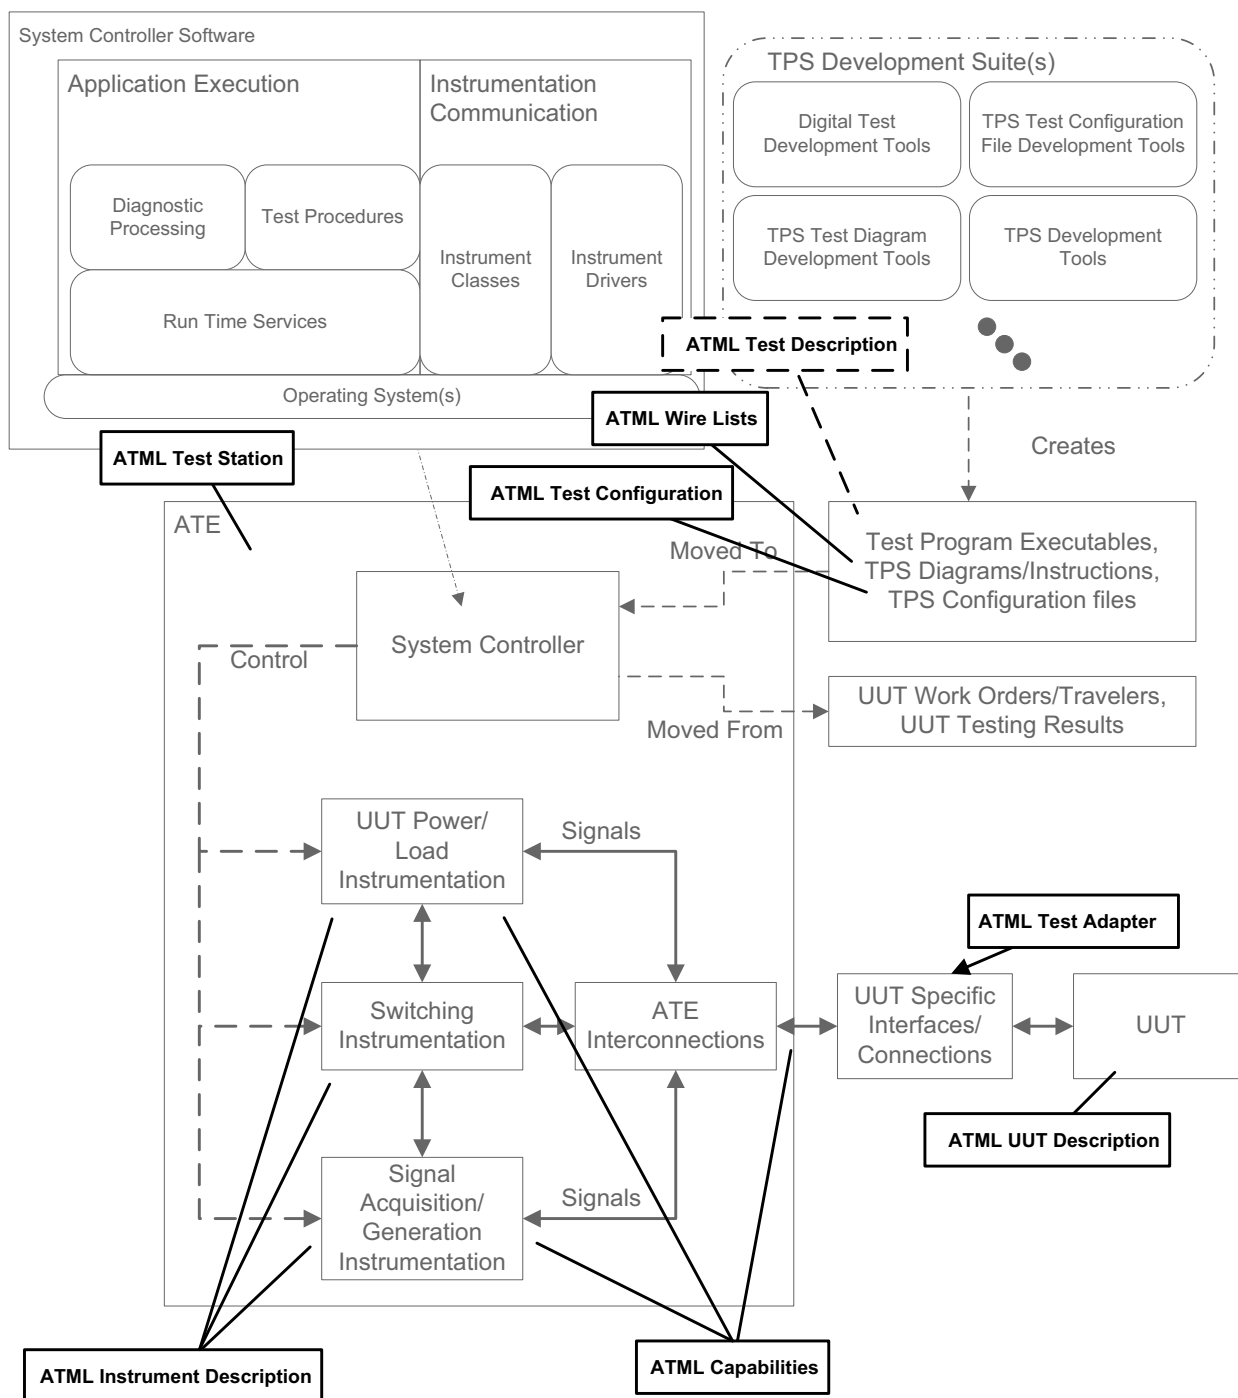 System Controller Software
Application Execution
Instrumentation
Communication
Diagnostic
Processing
Test Procedures
Run Time Services
Instrument
Classes
Instrument
Drivers
Operating System(s)
TPS Development Suite(s)
Digital Test
Development Tools
TPS Test Configuration
File Development Tools
TPS Test Diagram
Development Tools
TPS Development
Tools
ATML Test Description
ATML Wire Lists
ATML Test Station
ATML Test Configuration
Creates
ATE
Moved To
Test Program Executables,
TPS Diagrams/Instructions,
TPS Configuration files
System Controller
Control
Moved From
UUT Work Orders/Travelers,
UUT Testing Results
UUT Power/
Load
Instrumentation
Signals
ATML Test Adapter
Switching
Instrumentation
ATE
Interconnections
UUT Specific
Interfaces/
Connections
UUT
ATML UUT Description
Signal
Acquisition/
Generation
Instrumentation
Signals
ATML Instrument Description
ATML Capabilities